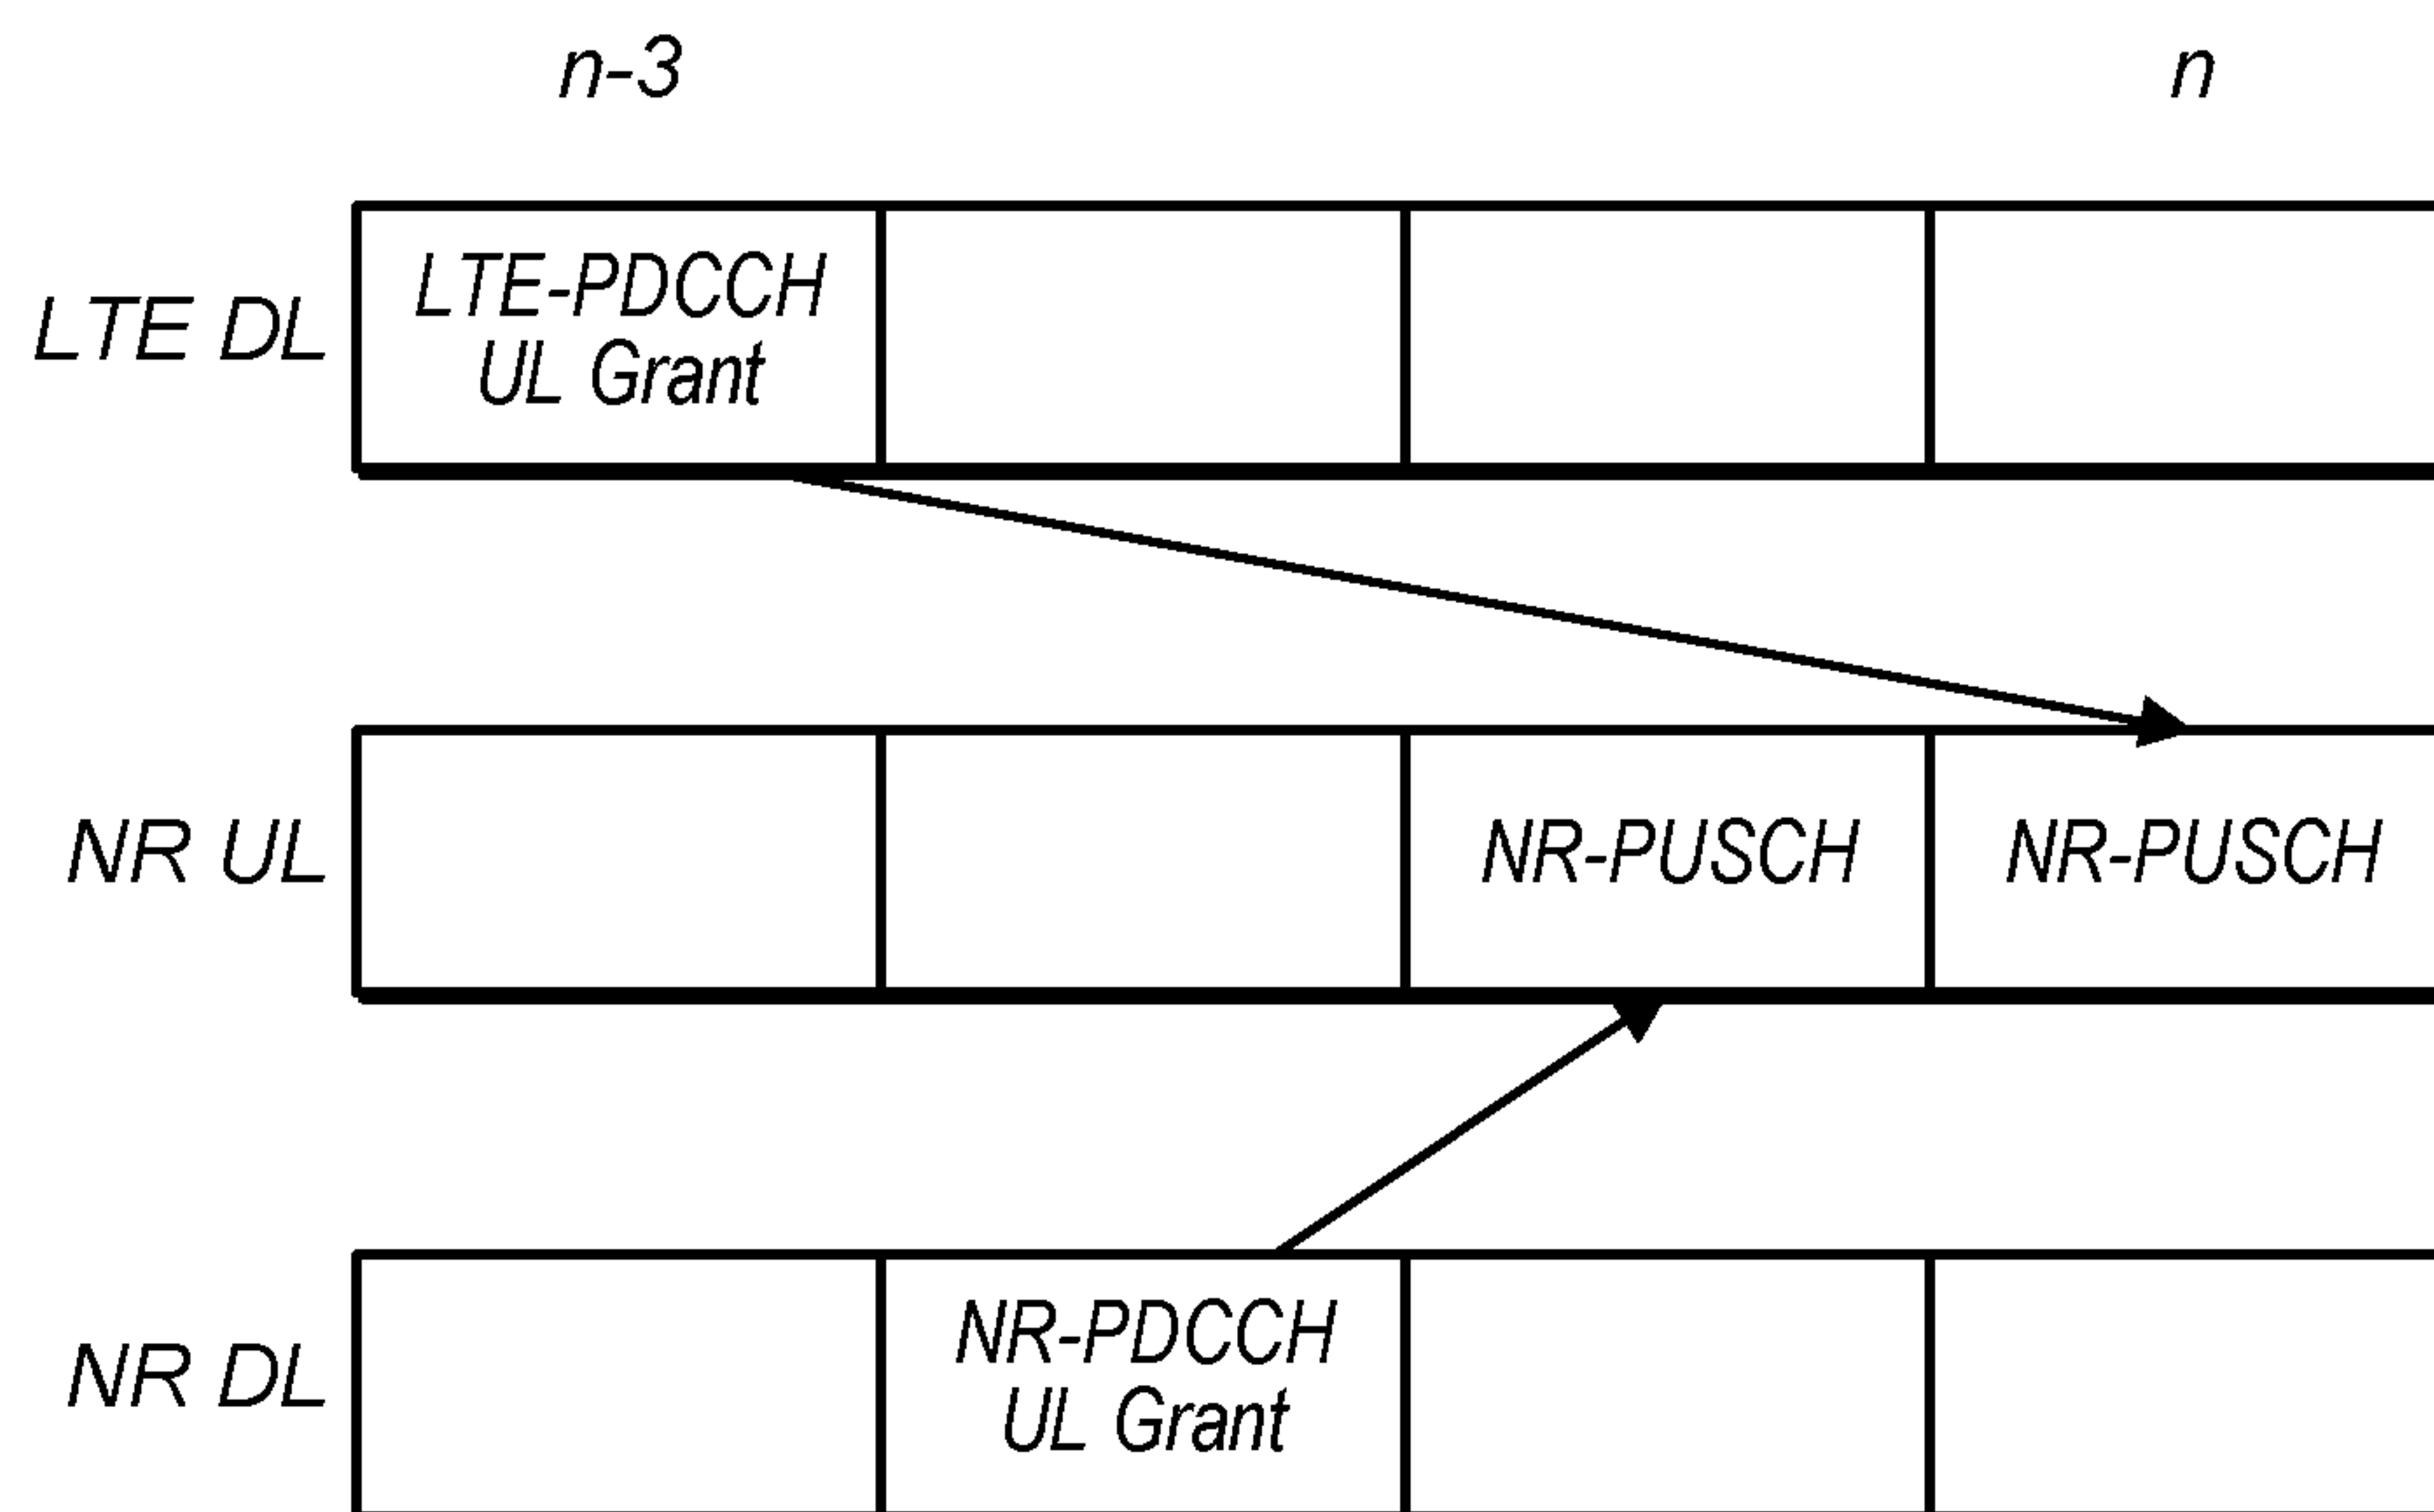 n-3
n
LTE DL
LTE-PDCCH
UL Grant
NR UL
NR-PUSCH
NR-PUSCH
NR DL
NR-PDCCH
UL Grant